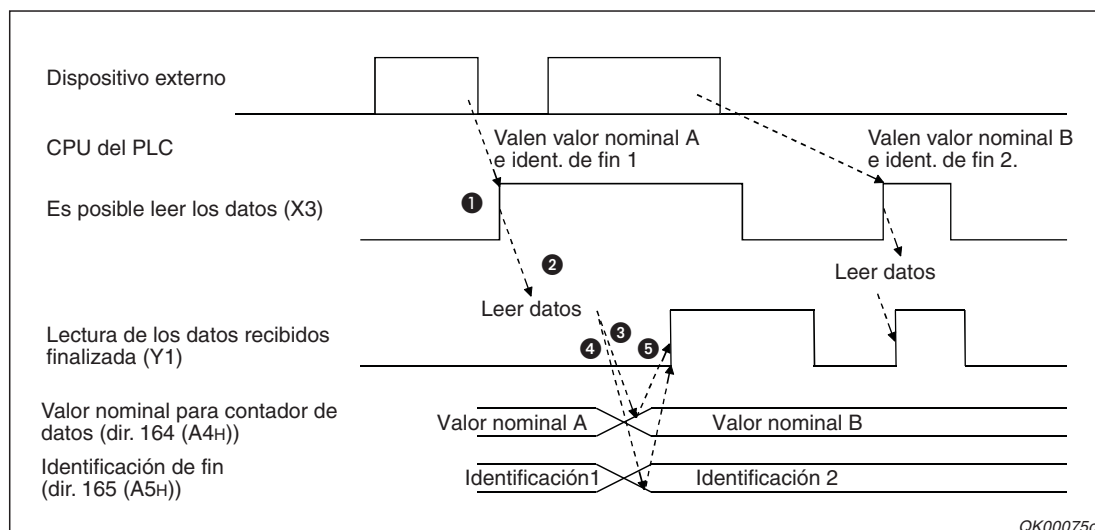 Dispositivo externo
CPU del PLC
Valen valor nominal A
e ident. de fin 1
Valen valor nominal B
e ident. de fin 2.
Es posible leer los datos (X3)
❶
❷
Leer datos
Leer datos
Lectura de los datos recibidos
finalizada (Y1)
❸
❹
❺
Valor nominal para contador de
datos (dir. 164 (A4H))
Valor nominal A
Valor nominal B
Identificación de fin
(dir. 165 (A5H))
Identificación1
Identificación 2
QK00075c